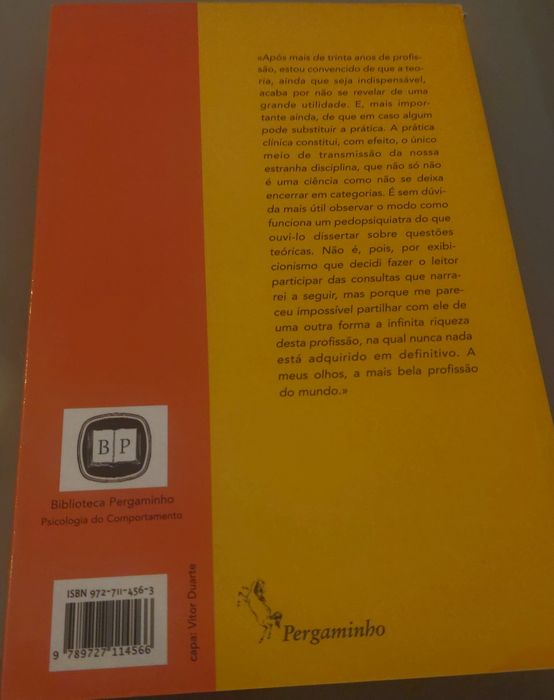 «Após mais de trinta anos de profis-
são, estou convencido de que a teo-
ria, ainda que seja indispensável,
acaba por não se revelar de uma
grande utilidade. E, mais impor-
tante ainda, de que em caso algum
pode substituir a prática. A prática
clínica constitui, com efeito, o único
meio de transmissão da nossa
estranha disciplina, que não só não
é uma ciência como não se deixa
encerrar em categorias. É sem dúvi-
da mais útil observar o modo como
funciona um pedopsiquiatra do que
ouvi-lo dissertar sobre questões
teóricas. Não é, pois, por exibi-
cionismo que decidi fazer o leitor
participar das consultas que narra-
rei a seguir, mas porque me pare-
ceu impossível partilhar com ele de
uma outra forma a infinita riqueza
desta profissão, na qual nunca nada
está adquirido em definitivo. A
meus olhos, a mais bela profissão
do mundo.»
B P
Biblioteca Pergaminho
Psicologia do Comportamento
ISBN 972-711-456-3
9 789727 114566
capa: Vitor Duarte
Pergaminho